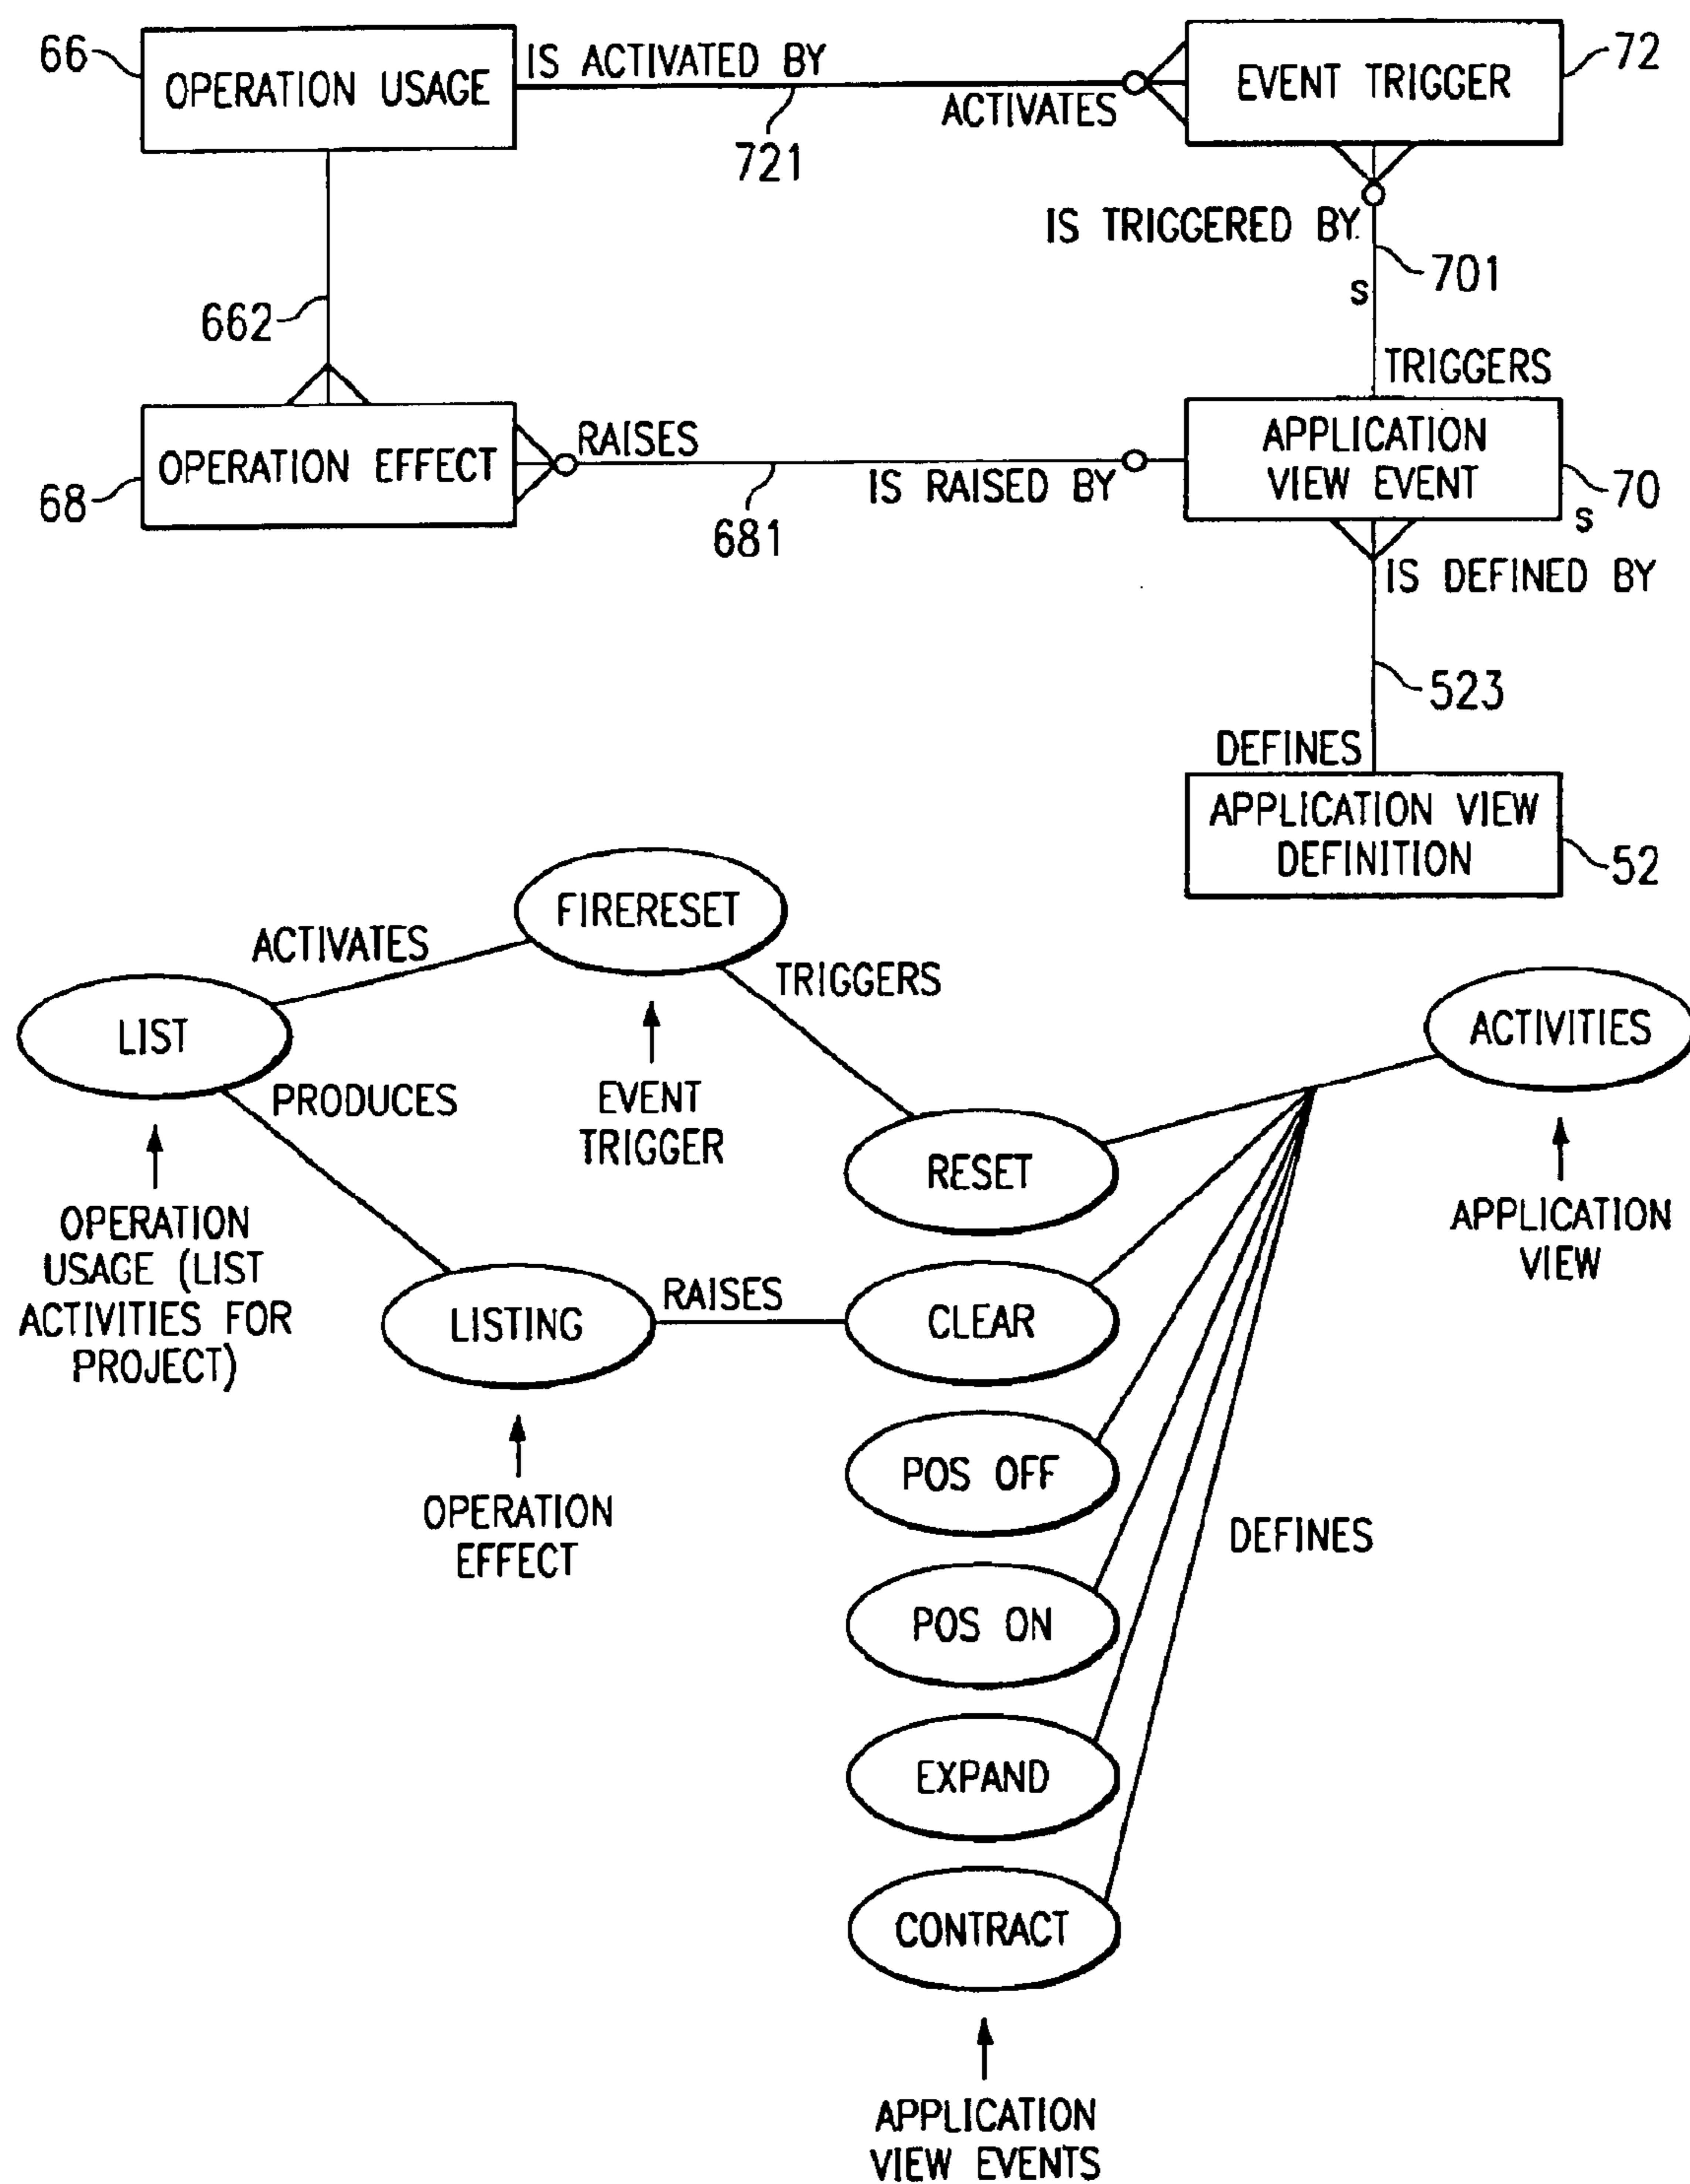 66
OPERATION USAGE
IS ACTIVATED BY
721
ACTIVATES
EVENT TRIGGER
72
IS TRIGGERED BY
701
S
TRIGGERS
662
OPERATION EFFECT
68
RAISES
681
IS RAISED BY
APPLICATION
VIEW EVENT
70
S
IS DEFINED BY
523
DEFINES
APPLICATION VIEW
DEFINITION
52
FIRERESET
ACTIVATES
TRIGGERS
LIST
ACTIVITIES
PRODUCES
EVENT
TRIGGER
RESET
OPERATION
USAGE (LIST
ACTIVITIES FOR
PROJECT)
APPLICATION
VIEW
LISTING
RAISES
CLEAR
POS OFF
OPERATION
EFFECT
DEFINES
POS ON
EXPAND
CONTRACT
APPLICATION
VIEW EVENTS